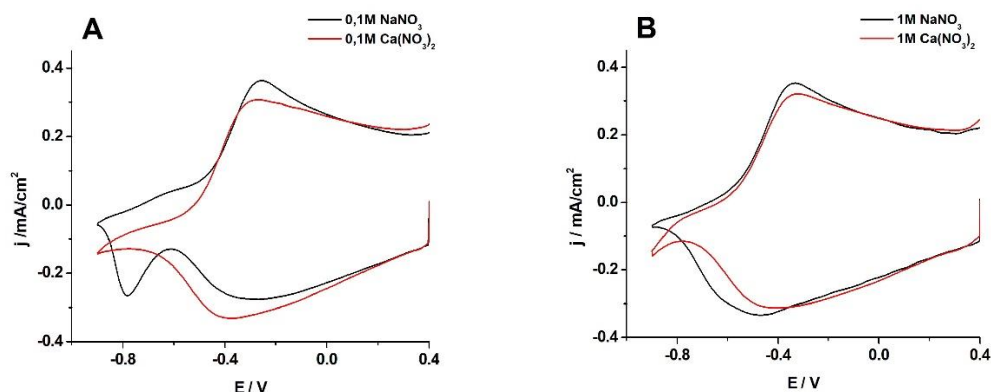 A
0,1M NaNO3
0,1M Ca(NO3)2
0.4
0.2
0.0
-0.2
-0.4
j /mA/cm2
-0.8
-0.4
0.0
0.4
E / V
B
1M NaNO3
1M Ca(NO3)2
0.4
0.2
0.0
-0.2
-0.4
j / mA/cm2
-0.8
-0.4
0.0
0.4
E / V